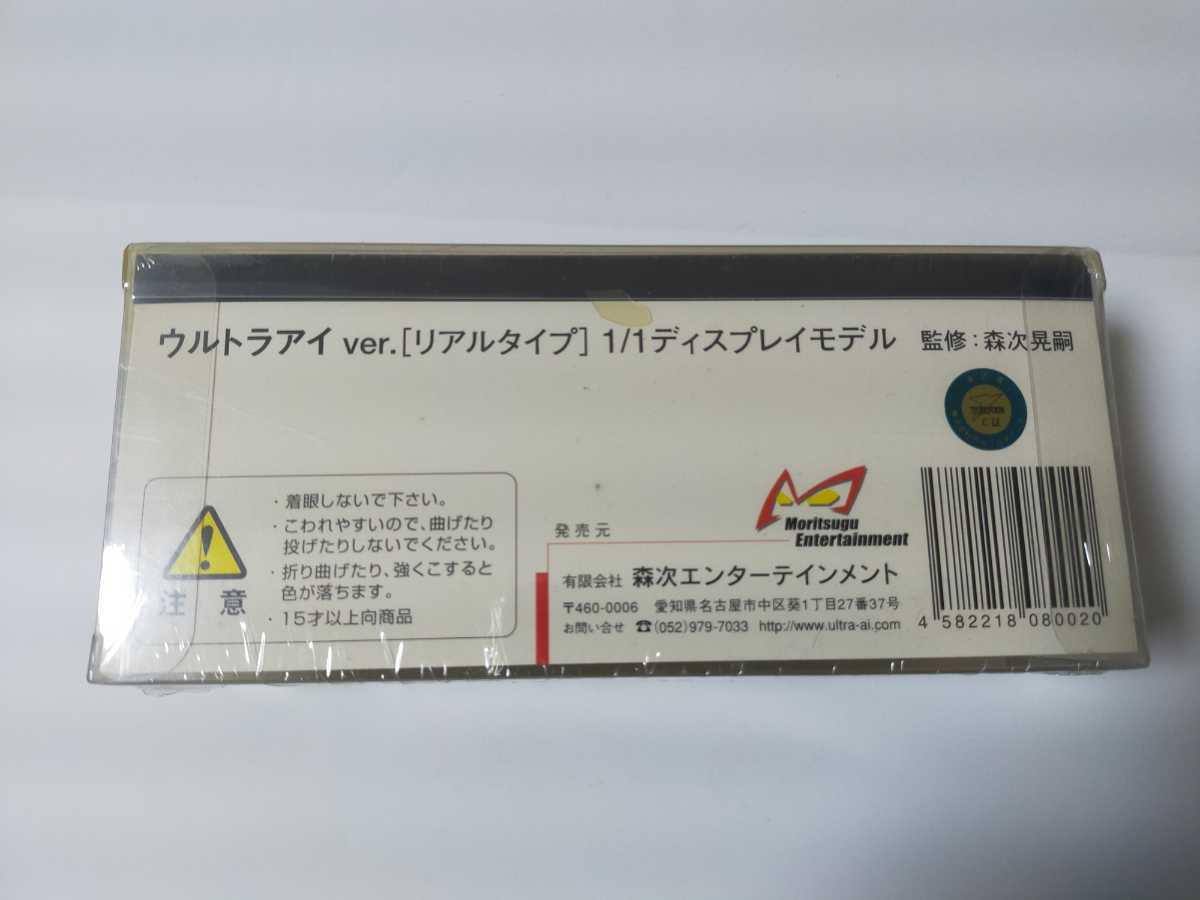 ウルトラアイ ver.[リアルタイプ] 1/1ディスプレイモデル 監修:森次晃嗣
注 意
・着眼しないで下さい。
・こわれやすいので、曲げたり
投げたりしないでください。
・折り曲げたり、強くこすると
色が落ちます。
・15才以上向商品
発売元
Moritsugu
Entertainment
有限会社 森次エンターテインメント
〒460-0006 愛知県名古屋市中区葵1丁目27番37号
お問い合せ ☎(052)979-7033 http://www.ultra-ai.com
4 582218 080020